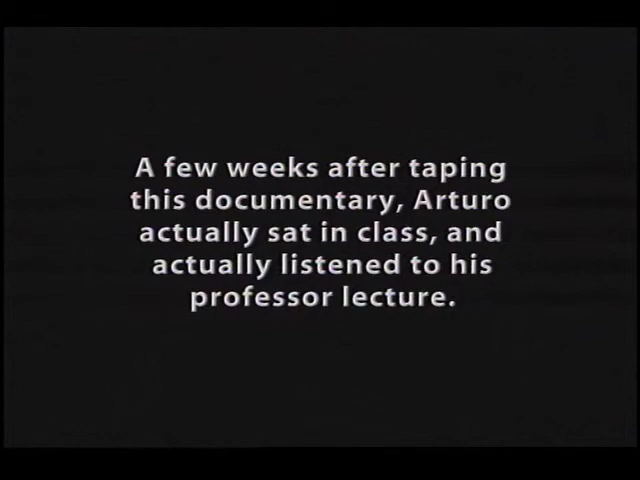 A few weeks after taping
this documentary, Arturo
actually sat in class, and
actually listened to his
professor lecture.